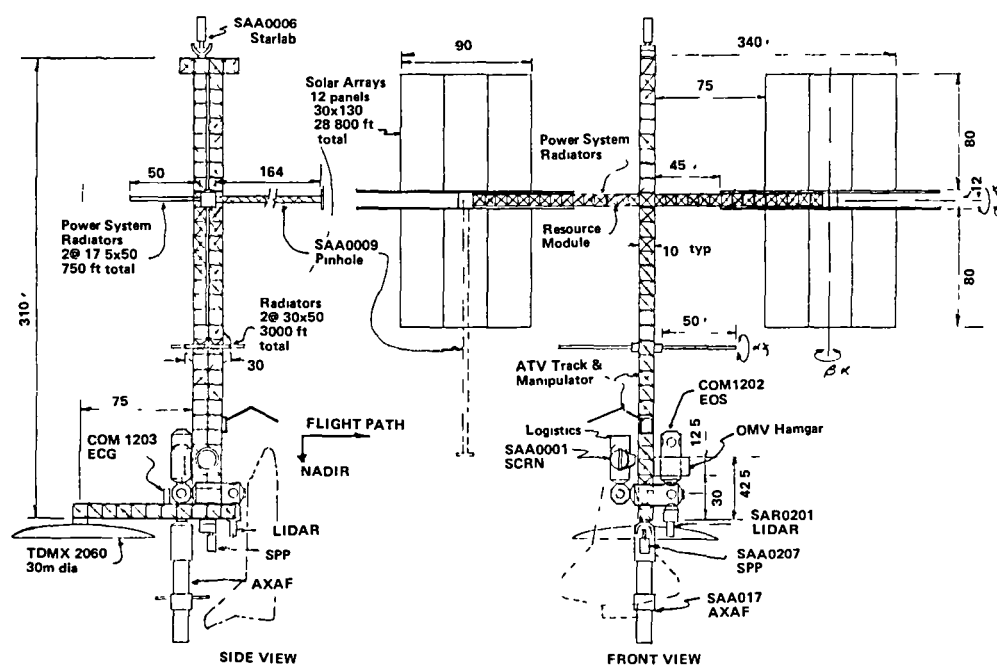 SAA0006
Starlab
90
340
Solar Arrays
12 panels
30x130
28 800 ft
total
75
Power System
Radiators
80
50
164
45
12
Power System
Radiators
2@ 17 5x50
750 ft total
SAA0009
Pinhole
Resource
Module
10 typ
310
80
Radiators
2@ 30x50
3000 ft
total
50
30
ATV Track &
Manipulator
β α
75
COM1202
EOS
COM 1203
ECG
FLIGHT PATH
NADIR
Logistics
SAA0001
SCRN
12 5
OMV Hamgar
30
42 5
TDMX 2060
30m dia
LIDAR
SPP
AXAF
SAR0201
LIDAR
SAA0207
SPP
SAA017
AXAF
SIDE VIEW
FRONT VIEW